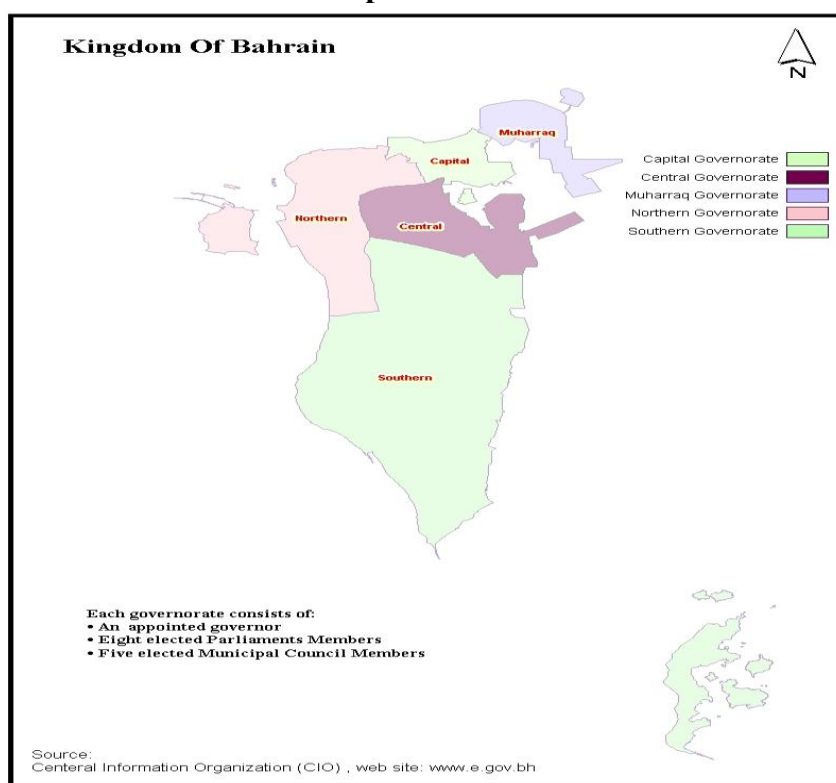 Kingdom Of Bahrain
N
Muharraq
Capital
Northern
Central
Southern
Capital Governorate
Central Governorate
Muharraq Governorate
Northern Governorate
Southern Governorate
Each governorate consists of:
• An appointed governor
• Eight elected Parliaments Members
• Five elected Municipal Council Members
Source:
Centeral Information Organization (CIO) , web site: www.e.gov.bh